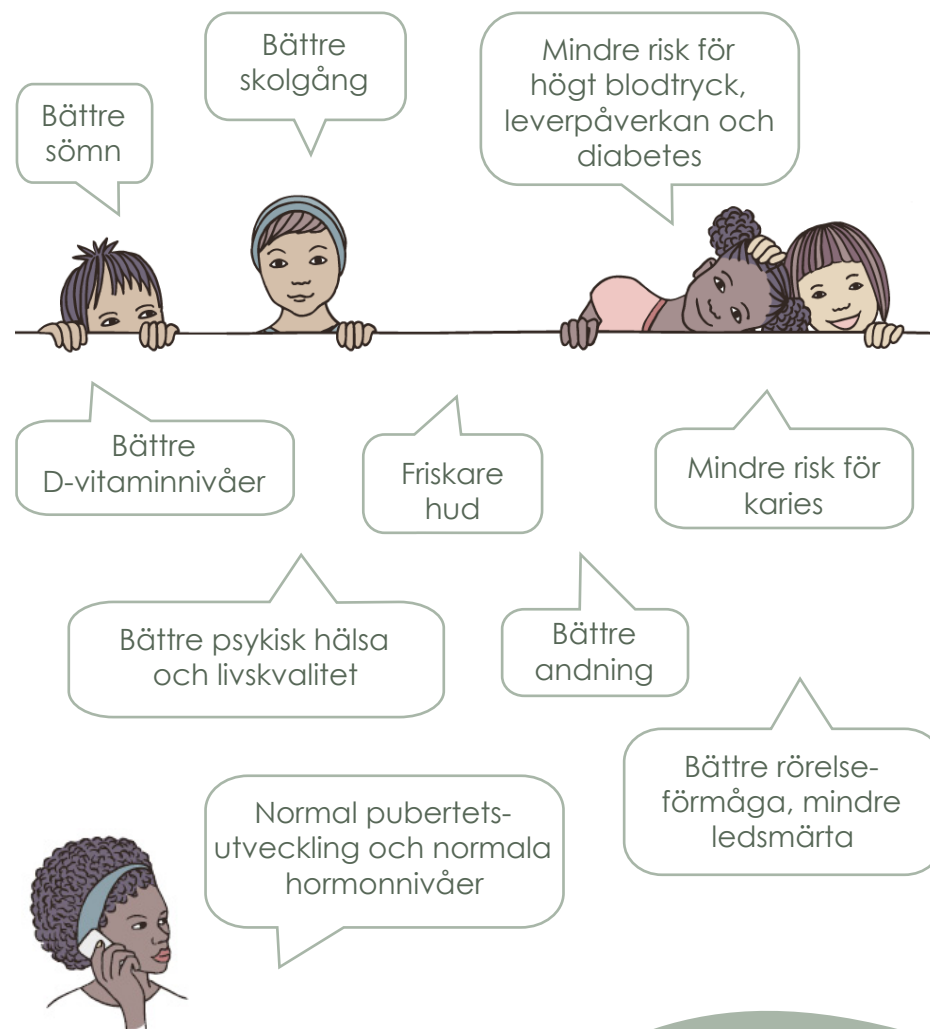 Bättre
skolgång
Mindre risk för
högt blodtryck,
leverpåverkan och
diabetes
Bättre
sömn
Bättre
D-vitaminnivåer
Friskare
hud
Mindre risk för
karies
Bättre psykisk hälsa
och livskvalitet
Bättre
andning
Bättre rörelse-
förmåga, mindre
ledsmärta
Normal pubertets-
utveckling och normala
hormonnivåer